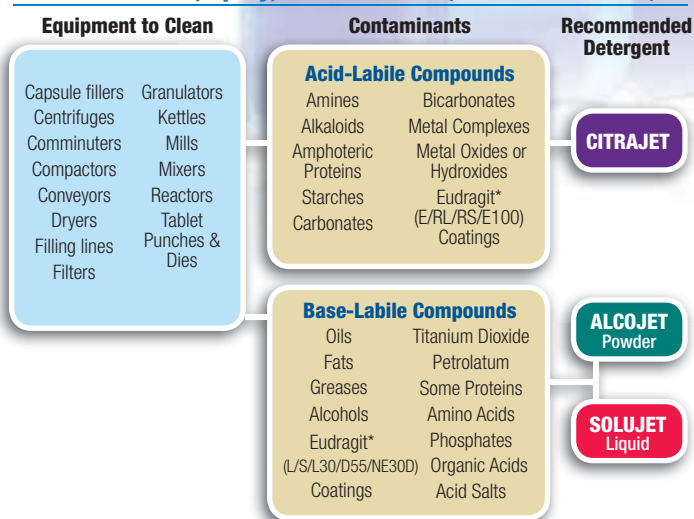 Equipment to Clean
Contaminants
Recommended
Detergent
Capsule fillers
Centrifuges
Comminuters
Compactors
Conveyors
Dryers
Filling lines
Filters
Granulators
Kettles
Mills
Mixers
Reactors
Tablet
Punches &
Dies
Acid-Labile Compounds
Amines
Alkaloids
Amphoteric
Proteins
Starches
Carbonates
Bicarbonates
Metal Complexes
Metal Oxides or
Hydroxides
Eudragit*
(E/RL/RS/E100)
Coatings
CITRAJET
Base-Labile Compounds
Oils
Fats
Greases
Alcohols
Eudragit*
(L/S/L30/D55/NE30D)
Coatings
Titanium Dioxide
Petrolatum
Some Proteins
Amino Acids
Phosphates
Organic Acids
Acid Salts
ALCOJET
Powder
SOLUJET
Liquid